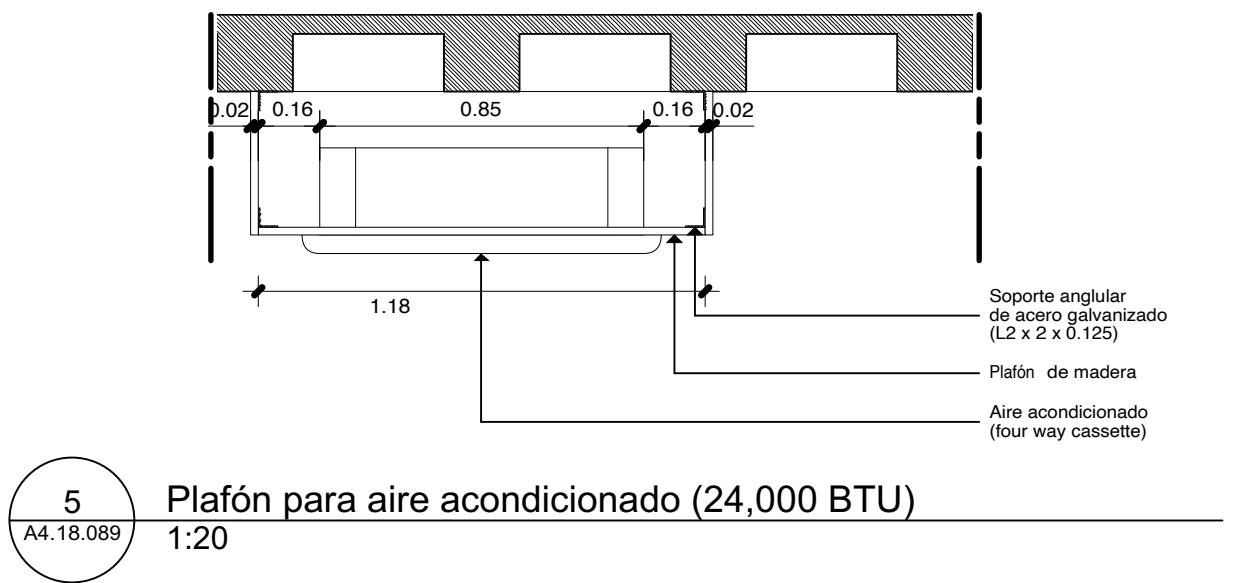 0.02 0.16 0.85 0.16 0.02
1.18
Soporte anglular
de acero galvanizado
(L2 x 2 x 0.125)
Plafón de madera
Aire acondicionado
(four way cassette)
5
A4.18.089
Plafón para aire acondicionado (24,000 BTU)
1:20